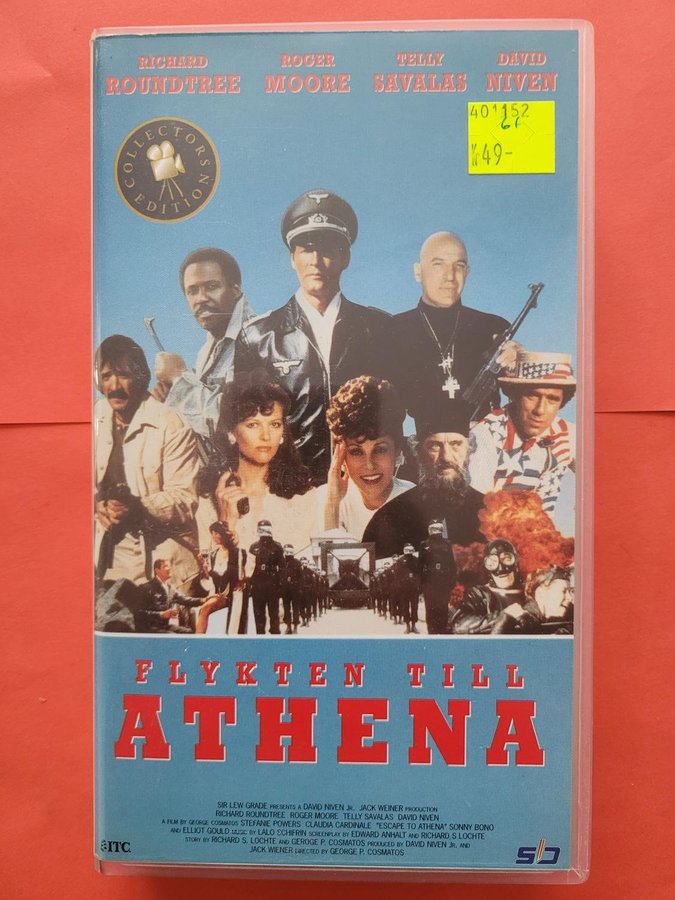 RICHARD ROUNDTREE
ROGER MOORE
TELLY SAVALAS
DAVID NIVEN
401152
67
49-
COLLECTORS EDITION
FLYKTEN TILL
ATHENA
SIR LEW GRADE PRESENTS A DAVID NIVEN JR. JACK WEINER PRODUCTION
RICHARD ROUNDTREE ROGER MOORE TELLY SAVALAS DAVID NIVEN
A FILM BY GEORGE COSMATOS STEFANIE POWERS CLAUDIA CARDINALE "ESCAPE TO ATHENA" SONNY BONO
AND ELLIOT GOULD MUSIC BY LALO SCHIFRIN SCREENPLAY BY EDWARD ANHALT AND RICHARD S LOCHTE
STORY BY RICHARD S. LOCHTE AND GEROGE P. COSMATOS PRODUCED BY DAVID NIVEN JR. AND
JACK WIENER DIRECTED BY GEORGE P. COSMATOS
ITC
sb